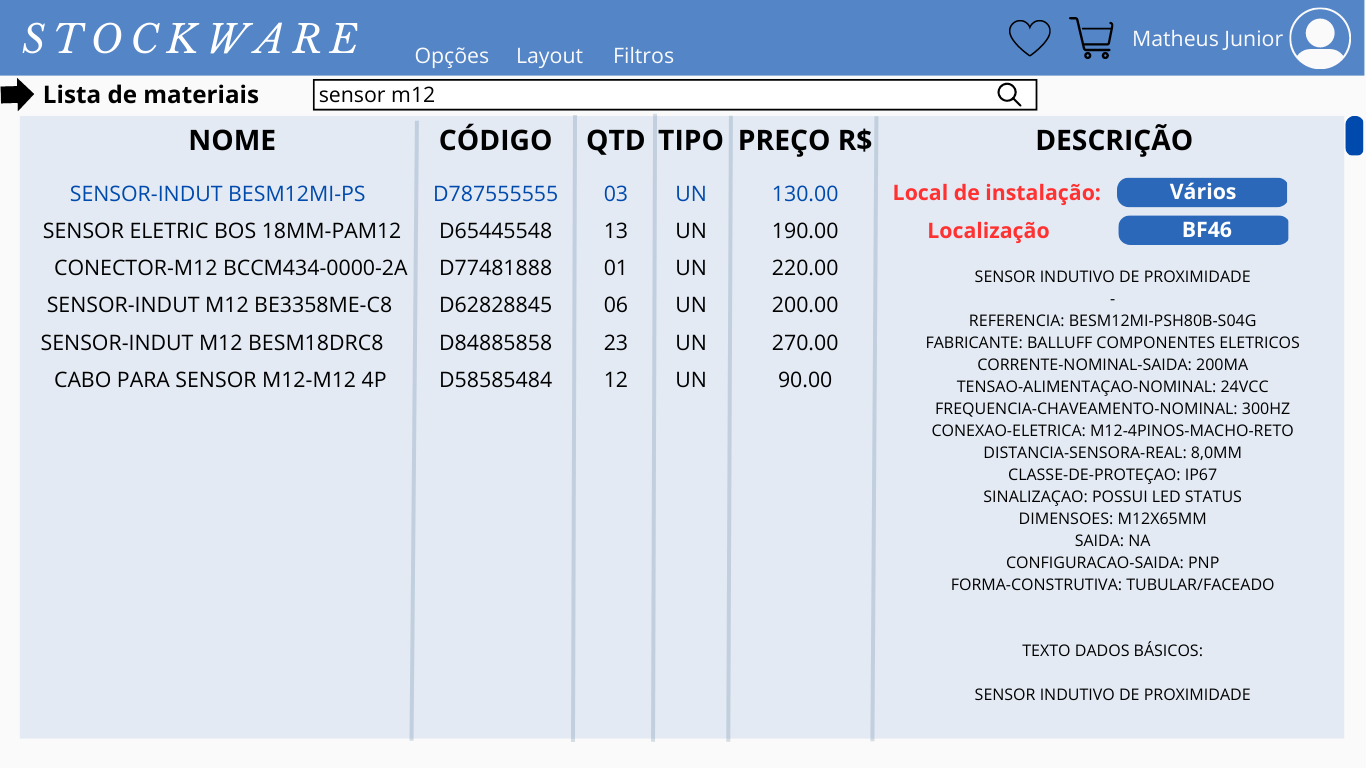 STOCKWARE
Opções Layout Filtros
Matheus Junior
Lista de materiais
sensor m12
NOME CÓDIGO QTD TIPO PREÇO R$ DESCRIÇÃO
SENSOR-INDUT BESM12MI-PS D787555555 03 UN 130.00
SENSOR ELETRIC BOS 18MM-PAM12 D65445548 13 UN 190.00
CONECTOR-M12 BCCM434-0000-2A D77481888 01 UN 220.00
SENSOR-INDUT M12 BE3358ME-C8 D62828845 06 UN 200.00
SENSOR-INDUT M12 BESM18DRC8 D84885858 23 UN 270.00
CABO PARA SENSOR M12-M12 4P D58585484 12 UN 90.00
Local de instalação: Vários
Localização BF46
SENSOR INDUTIVO DE PROXIMIDADE
-
REFERENCIA: BESM12MI-PSH80B-S04G
FABRICANTE: BALLUFF COMPONENTES ELETRICOS
CORRENTE-NOMINAL-SAIDA: 200MA
TENSAO-ALIMENTAÇAO-NOMINAL: 24VCC
FREQUENCIA-CHAVEAMENTO-NOMINAL: 300HZ
CONEXAO-ELETRICA: M12-4PINOS-MACHO-RETO
DISTANCIA-SENSORA-REAL: 8,0MM
CLASSE-DE-PROTEÇAO: IP67
SINALIZAÇAO: POSSUI LED STATUS
DIMENSOES: M12X65MM
SAIDA: NA
CONFIGURACAO-SAIDA: PNP
FORMA-CONSTRUTIVA: TUBULAR/FACEADO
TEXTO DADOS BÁSICOS:
SENSOR INDUTIVO DE PROXIMIDADE